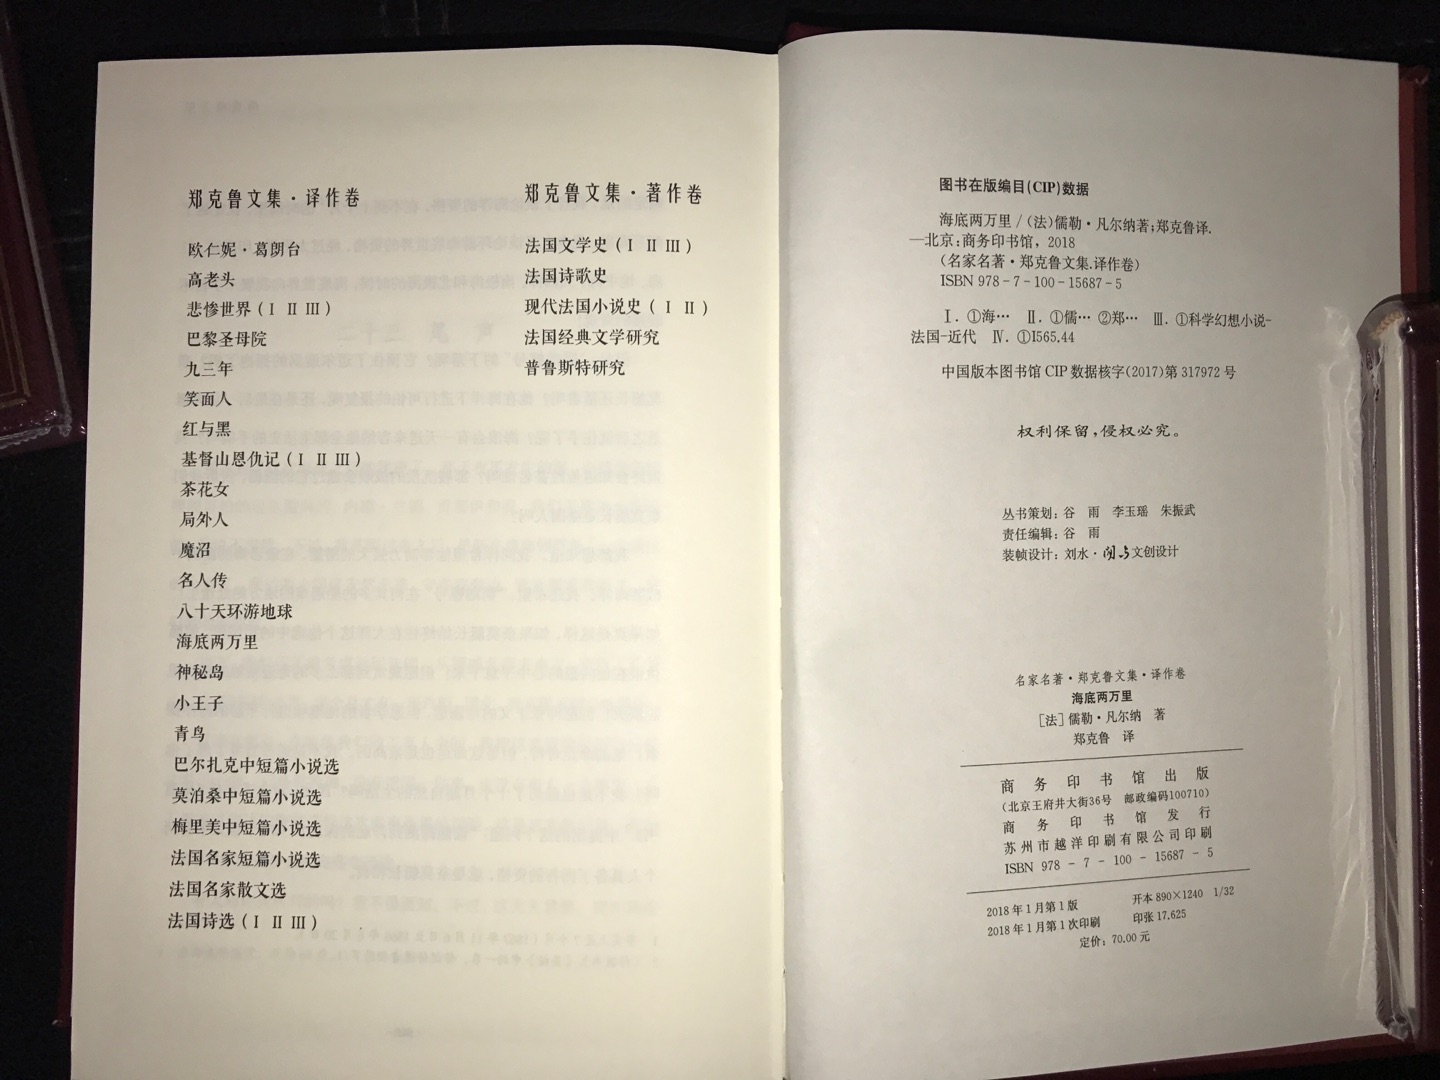 郑克鲁文集·译作卷
欧仁妮·葛朗台
高老头
悲惨世界(Ⅰ Ⅱ Ⅲ)
巴黎圣母院
九三年
笑面人
红与黑
基督山恩仇记(Ⅰ Ⅱ Ⅲ)
茶花女
局外人
魔沼
名人传
八十天环游地球
海底两万里
神秘岛
小王子
青鸟
巴尔扎克中短篇小说选
莫泊桑中短篇小说选
梅里美中短篇小说选
法国名家短篇小说选
法国名家散文选
法国诗选(Ⅰ Ⅱ Ⅲ)
郑克鲁文集·著作卷
法国文学史(Ⅰ Ⅱ Ⅲ)
法国诗歌史
现代法国小说史(Ⅰ Ⅱ)
法国经典文学研究
普鲁斯特研究
图书在版编目(CIP)数据
海底两万里/(法)儒勒·凡尔纳著;郑克鲁译.
—北京:商务印书馆,2018
(名家名著·郑克鲁文集.译作卷)
ISBN 978-7-100-15687-5
Ⅰ. ①海… Ⅱ. ①儒… ②郑… Ⅲ. ①科学幻想小说-
法国-近代 Ⅳ. ①I565.44
中国版本图书馆CIP数据核字(2017)第317972号
权利保留,侵权必究。
丛书策划:谷 雨 李玉瑶 朱振武
责任编辑:谷 雨
装帧设计:刘水· 文创设计
名家名著·郑克鲁文集·译作卷
海底两万里
[法]儒勒·凡尔纳 著
郑克鲁 译
商务印书馆出版
(北京王府井大街36号 邮政编码100710)
商务印书馆发行
苏州市越洋印刷有限公司印刷
ISBN 978-7-100-15687-5
2018年1月第1版 开本 890×1240 1/32
2018年1月第1次印刷 印张 17.625
定价:70.00元